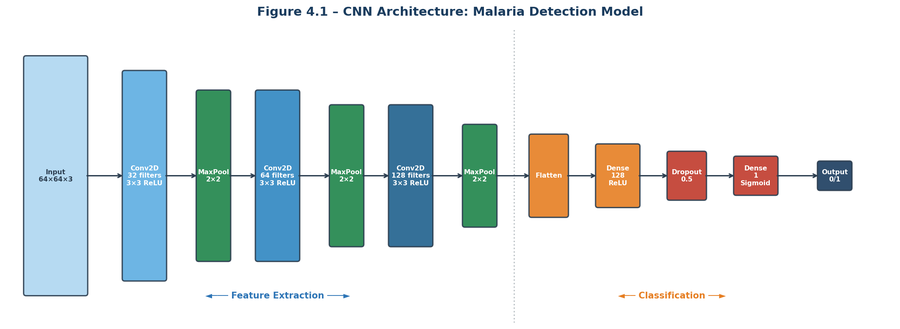 Figure 4.1 – CNN Architecture: Malaria Detection Model
Input
64×64×3
Conv2D
32 filters
3×3 ReLU
MaxPool
2×2
Conv2D
64 filters
3×3 ReLU
MaxPool
2×2
Conv2D
128 filters
3×3 ReLU
MaxPool
2×2
Flatten
Dense
128
ReLU
Dropout
0.5
Dense
1
Sigmoid
Output
0/1
Feature Extraction
Classification